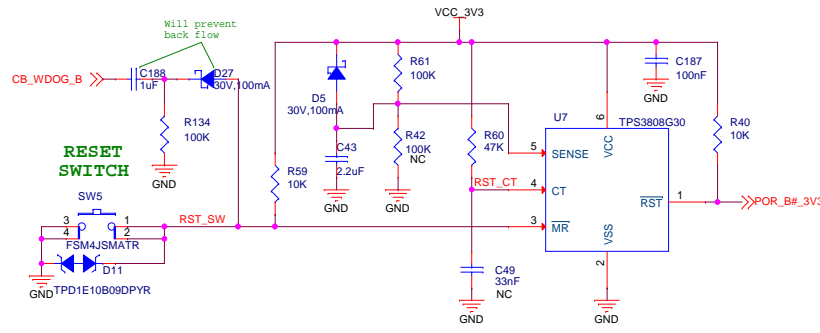 VCC_3V3
Will prevent
back flow
C188
1uF
D27
30V,100mA
CB_WDOG_B
R134
100K
GND
D5
30V,100mA
R61
100K
C187
100nF
GND
U7
TPS3808G30
R40
10K
C43
2.2uF
GND
R42
100K
NC
GND
R60
47K
R59
10K
5
SENSE
6
VCC
4
CT
RST_CT
3
MR
RST
1
POR_B#_3V3
VSS
2
GND
C49
33nF
NC
GND
RESET
SWITCH
SW5
3
4
1
2
RST_SW
FSM4JSMATR
D11
GND
TPD1E10B09DPYR